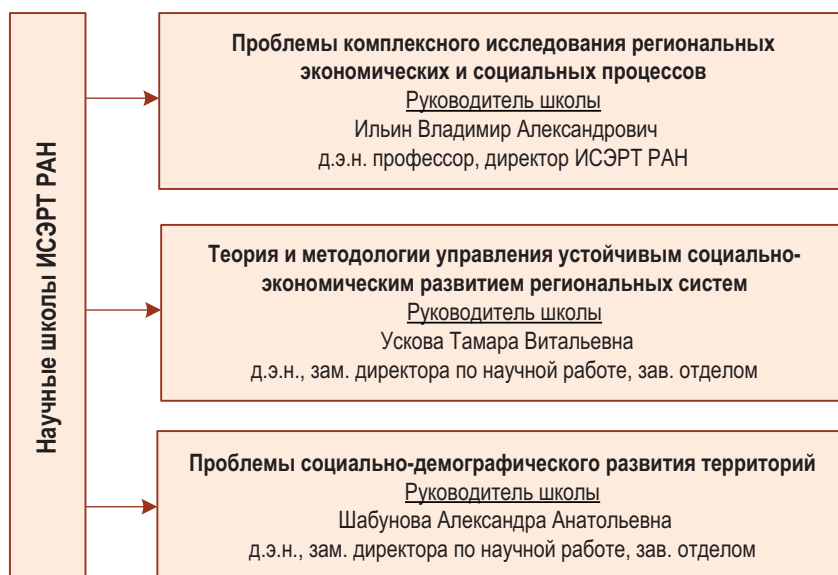 Научные школы ИСЭРТ РАН
Проблемы комплексного исследования региональных
экономических и социальных процессов
Руководитель школы
Ильин Владимир Александрович
д.э.н. профессор, директор ИСЭРТ РАН
Теория и методологии управления устойчивым социально-
экономическим развитием региональных систем
Руководитель школы
Ускова Тамара Витальевна
д.э.н., зам. директора по научной работе, зав. отделом
Проблемы социально-демографического развития территорий
Руководитель школы
Шабунова Александра Анатольевна
д.э.н., зам. директора по научной работе, зав. отделом